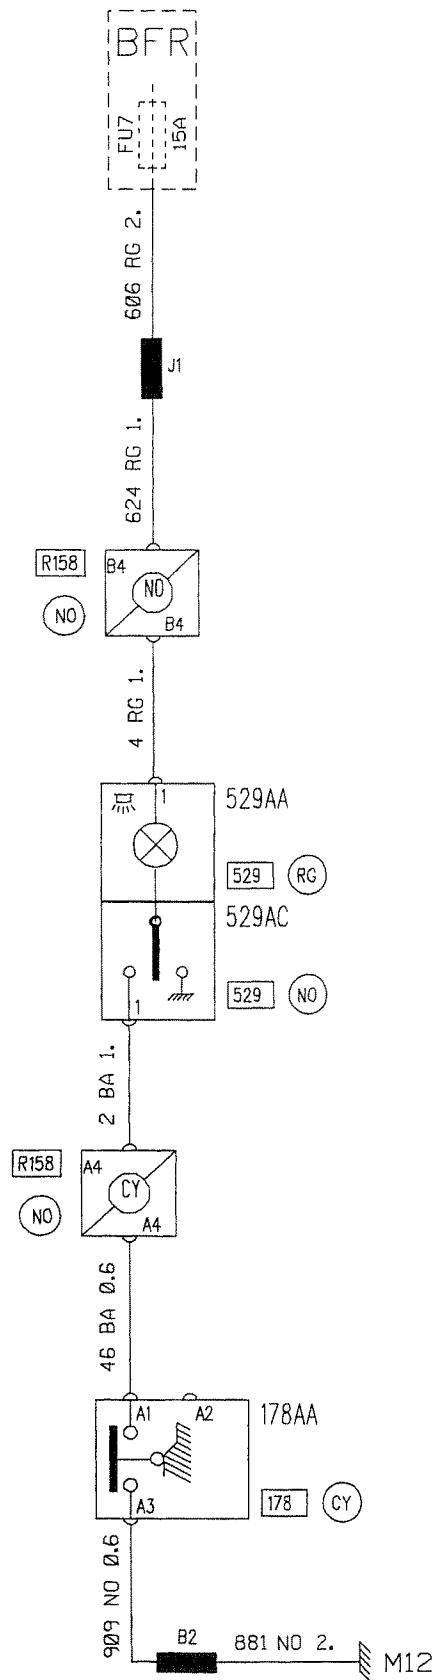 BFR
FU7
15A
606 RG 2.
J1
624 RG 1.
R158
B4
NO
NO
B4
4 RG 1.
1
529AA
529
RG
529AC
529
NO
1
2 BA 1.
R158
A4
CY
NO
A4
46 BA 0.6
A1
A2
178AA
A3
178
CY
909 NO 0.6
B2
881 NO 2.
M12